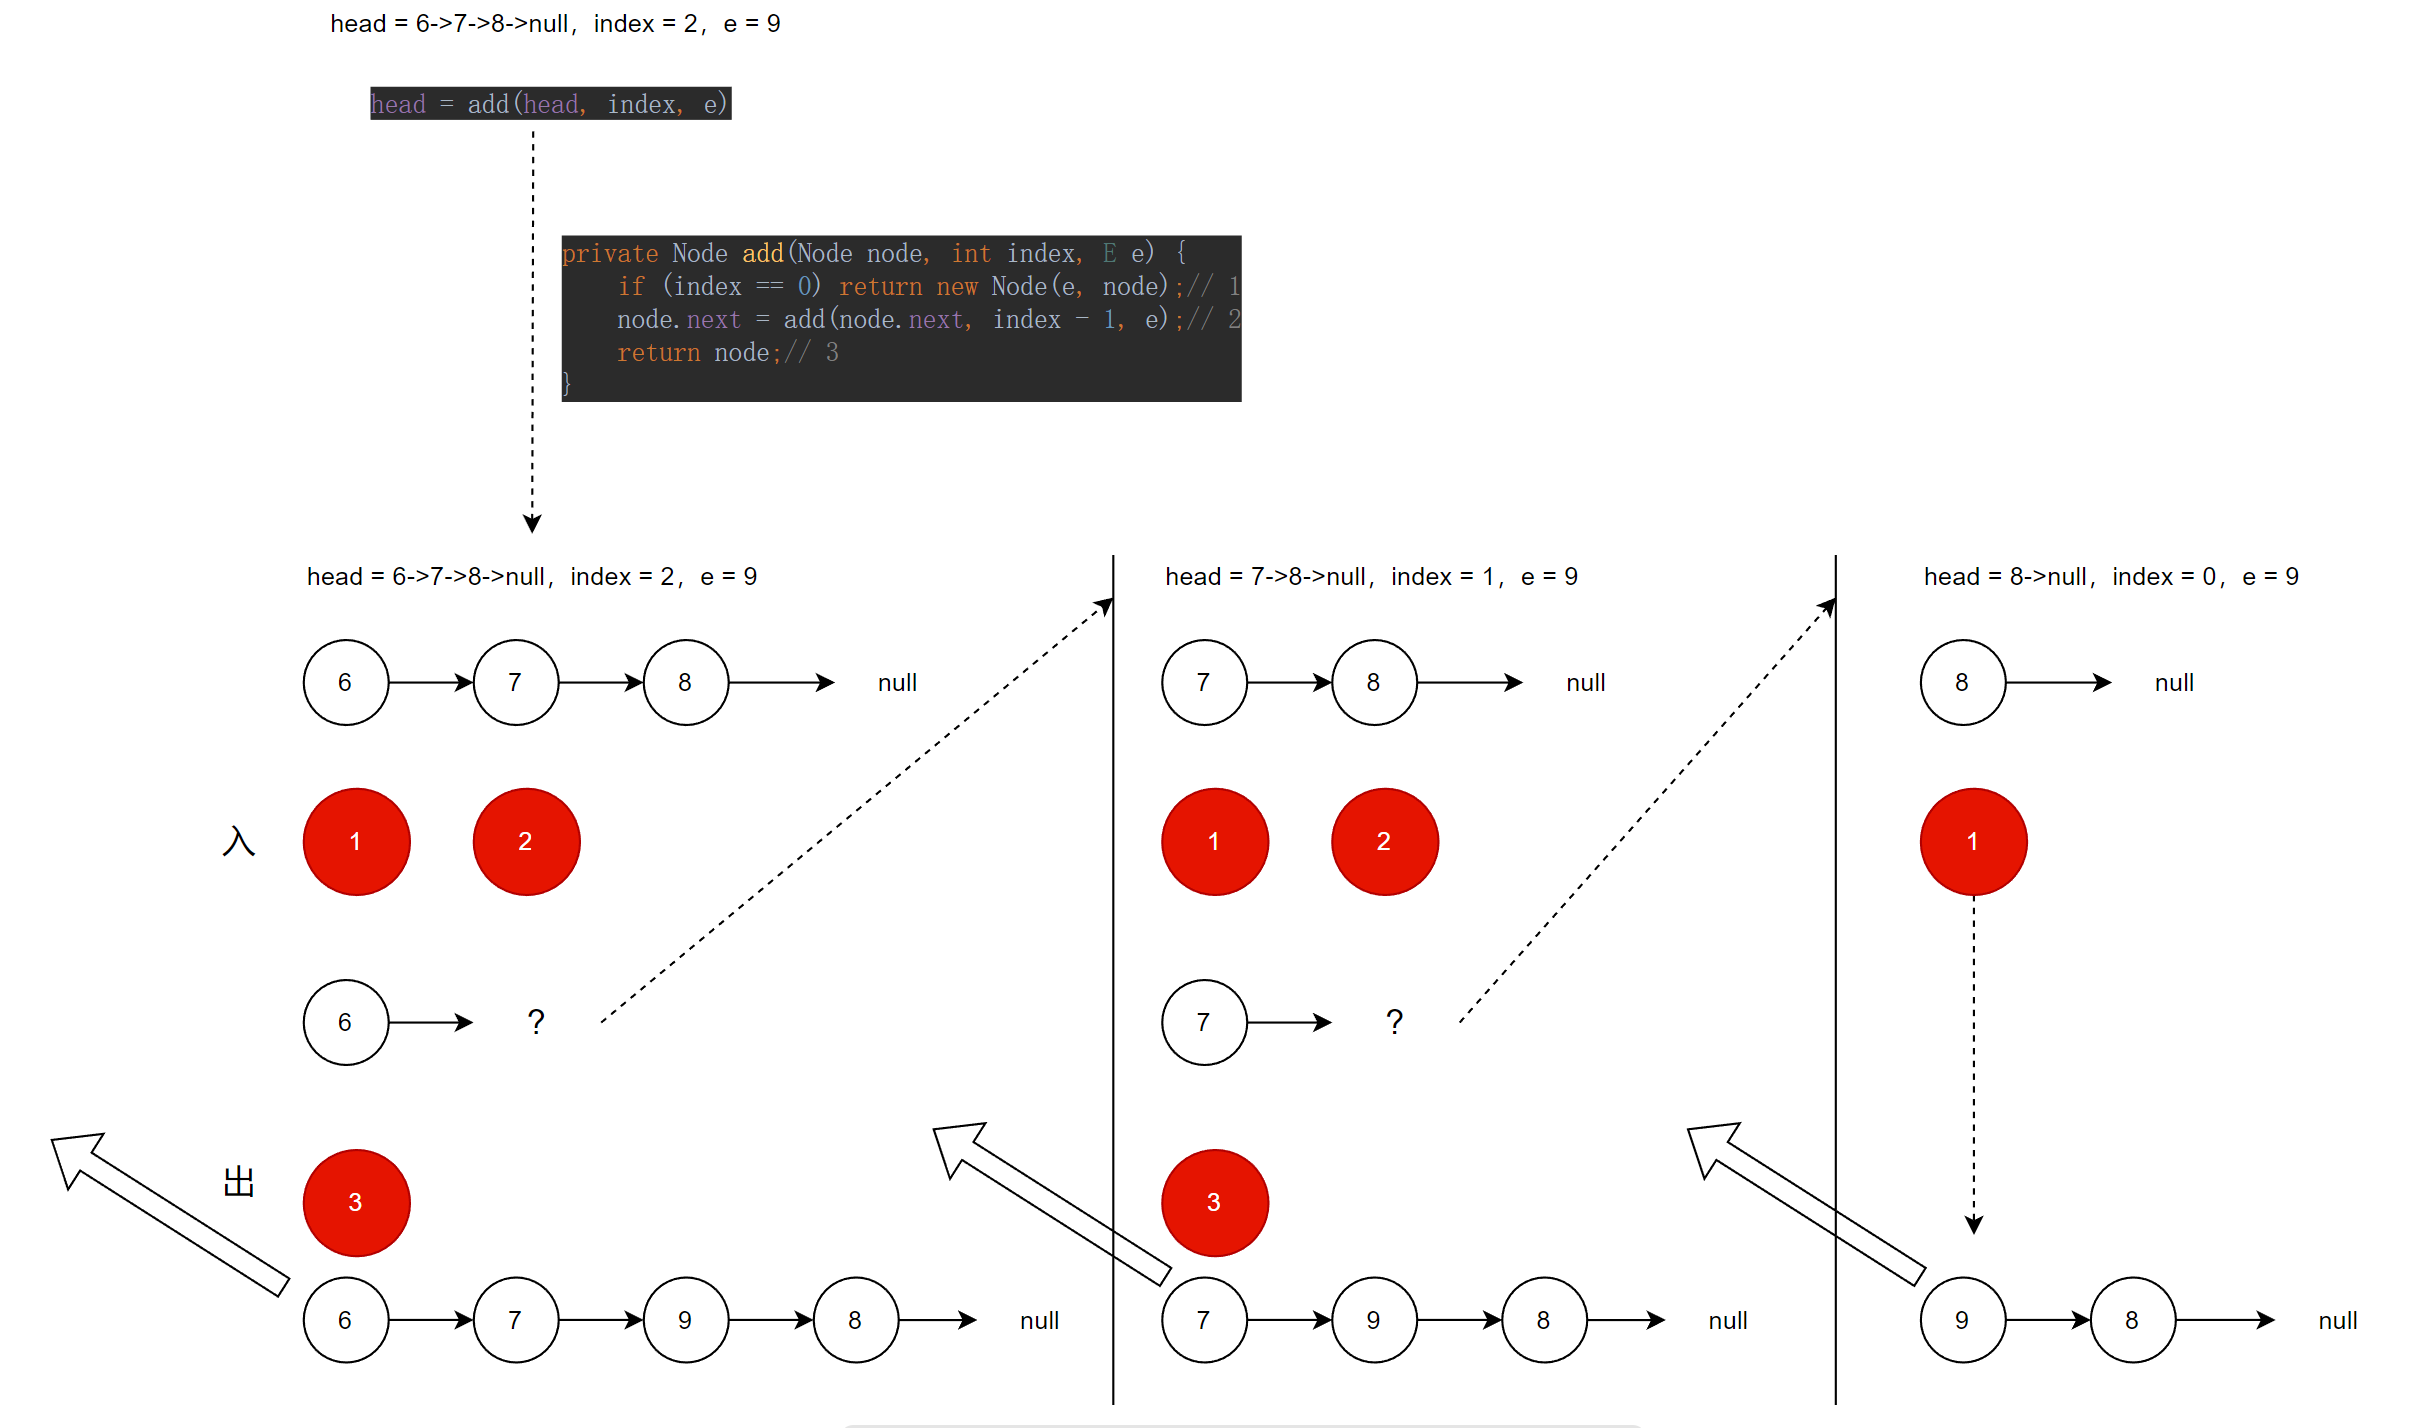 head = 6->7->8->null，index = 2，e = 9
head = add(head, index, e)
private Node add(Node node, int index, E e) {
    if (index == 0) return new Node(e, node);// 1
    node.next = add(node.next, index - 1, e);// 2
    return node;// 3
}
head = 6->7->8->null，index = 2，e = 9
head = 7->8->null，index = 1，e = 9
head = 8->null，index = 0，e = 9
6 7 8 null
7 8 null
8 null
入 1 2
1 2
1
6 ?
7 ?
出 3
3
6 7 9 8 null
7 9 8 null
9 8 null